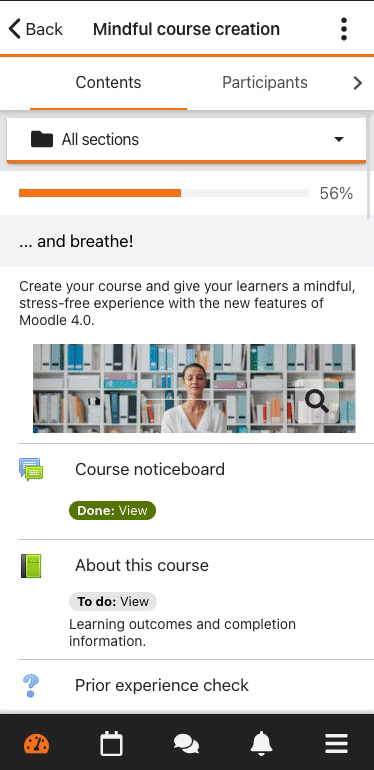 Back
Mindful course creation
Contents
Participants
All sections
56%
... and breathe!
Create your course and give your learners a mindful,
stress-free experience with the new features of
Moodle 4.0.
Course noticeboard
Done: View
About this course
To do: View
Learning outcomes and completion
information.
Prior experience check